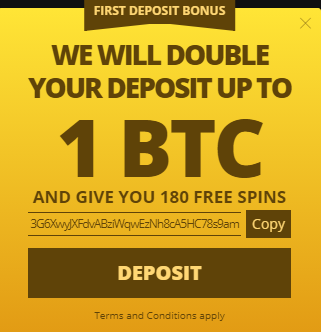 FIRST DEPOSIT BONUS
WE WILL DOUBLE
YOUR DEPOSIT UP TO
1 BTC
AND GIVE YOU 180 FREE SPINS
3G6XwyJXFdvABziWqwEzNh8cA5HC78s9am Copy
DEPOSIT
Terms and Conditions apply